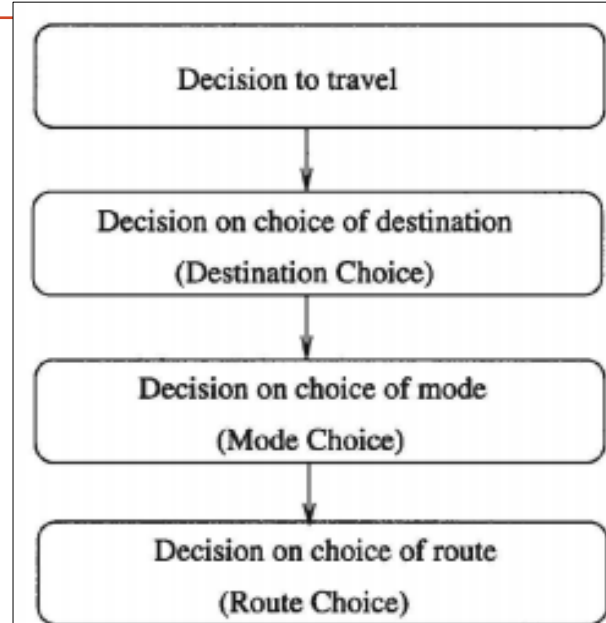 Decision to travel
Decision on choice of destination
(Destination Choice)
Decision on choice of mode
(Mode Choice)
Decision on choice of route
(Route Choice)